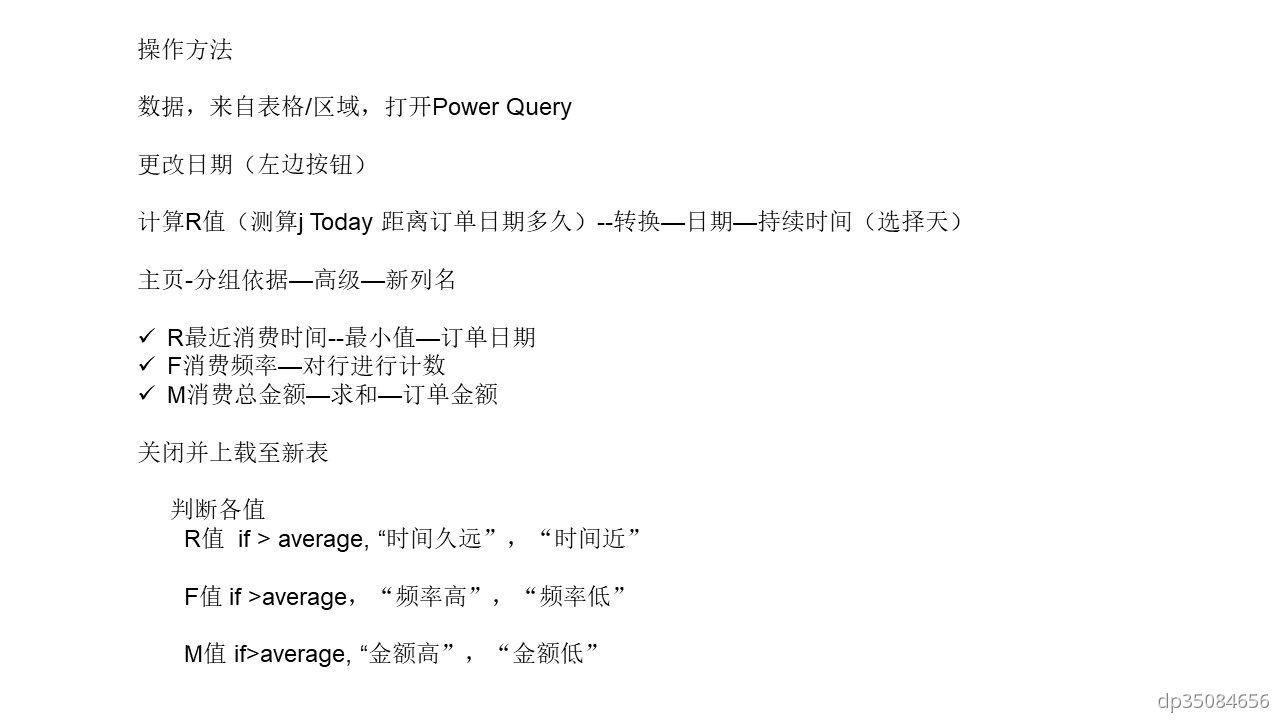 操作方法
数据，来自表格/区域，打开Power Query
更改日期（左边按钮）
计算R值（测算j Today 距离订单日期多久）--转换—日期—持续时间（选择天）
主页-分组依据—高级—新列名
✓ R最近消费时间--最小值—订单日期
✓ F消费频率—对行进行计数
✓ M消费总金额—求和—订单金额
关闭并上载至新表
判断各值
R值 if > average, “时间久远”，“时间近”
F值 if >average，“频率高”，“频率低”
M值 if>average, “金额高”，“金额低”
dp35084656